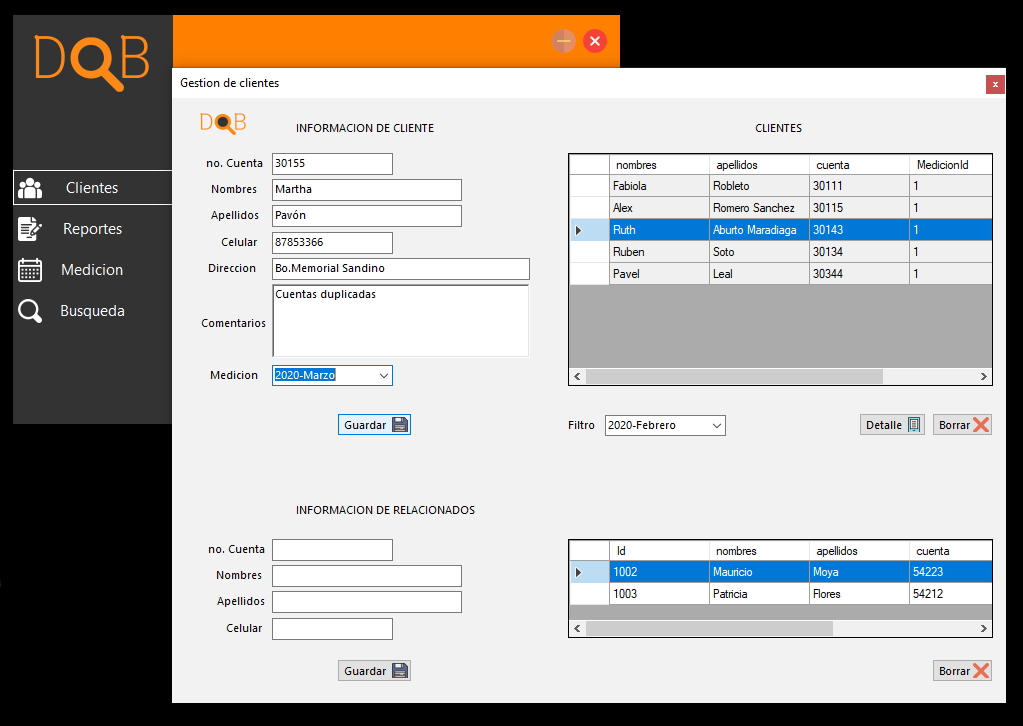 DQB
Clientes
Reportes
Medicion
Busqueda
Gestion de clientes
DQB
INFORMACION DE CLIENTE
no. Cuenta 30155
Nombres Martha
Apellidos Pavón
Celular 87853366
Direccion Bo.Memorial Sandino
Comentarios Cuentas duplicadas
Medicion 2020-Marzo
Guardar
CLIENTES
nombres apellidos cuenta MedicionId
Fabiola Robleto 30111 1
Alex Romero Sanchez 30115 1
Ruth Aburto Maradiaga 30143 1
Ruben Soto 30134 1
Pavel Leal 30344 1
Filtro 2020-Febrero Detalle Borrar
INFORMACION DE RELACIONADOS
no. Cuenta
Nombres
Apellidos
Celular
Guardar
Id nombres apellidos cuenta
1002 Mauricio Moya 54223
1003 Patricia Flores 54212
Borrar